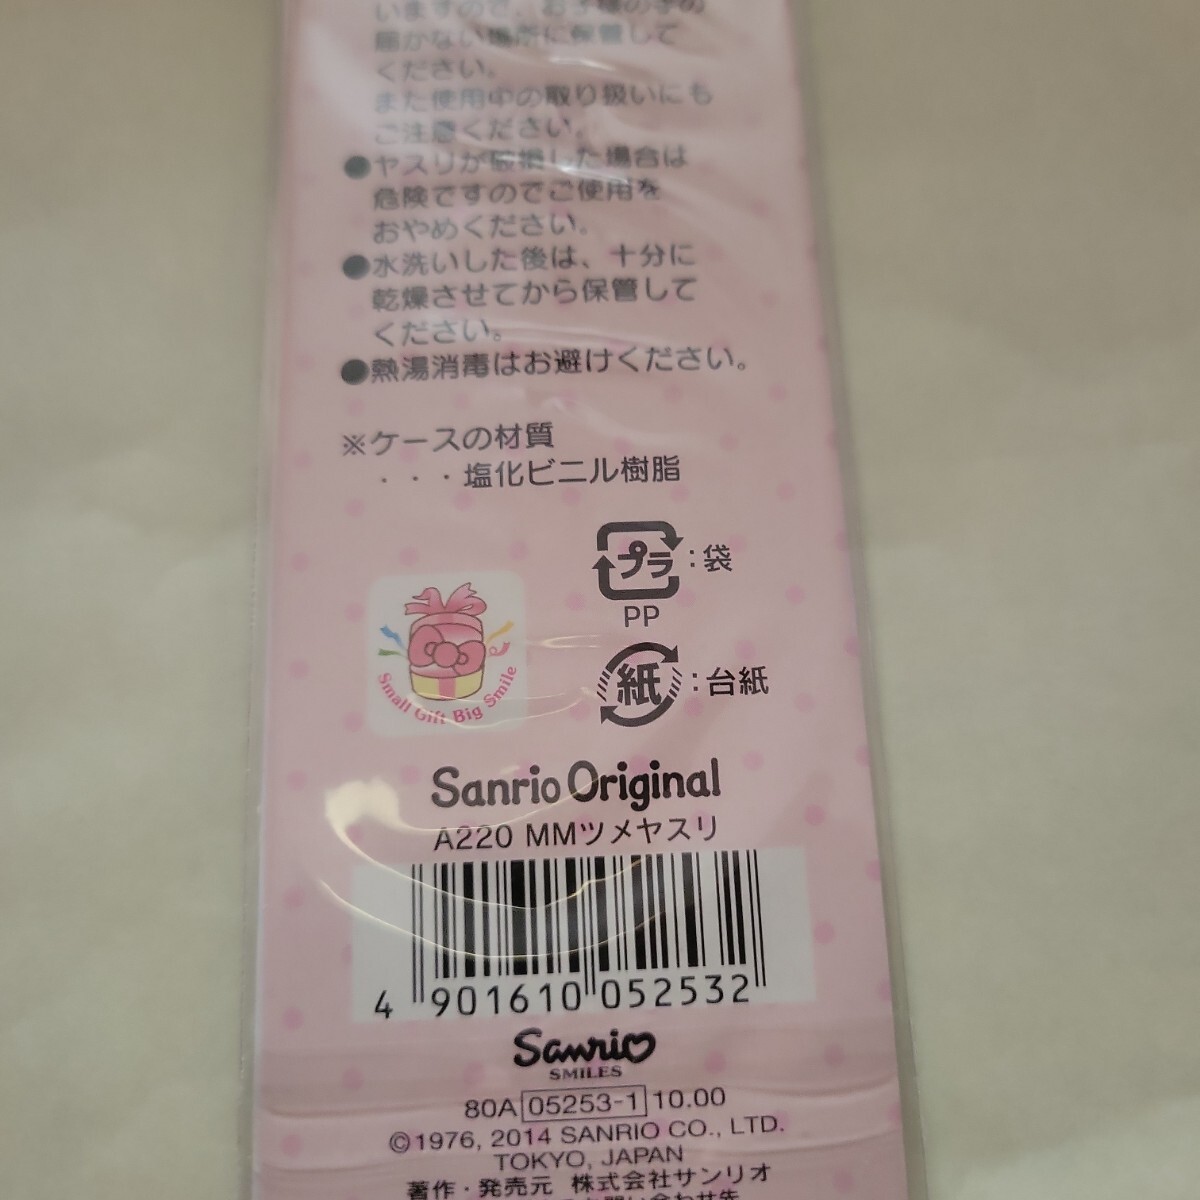 いますので、お子様の手の
届かない場所に保管して
ください。
また使用中の取り扱いにも
ご注意ください。
●ヤスリが破損した場合は
危険ですのでご使用を
おやめください。
●水洗いした後は、十分に
乾燥させてから保管して
ください。
●熱湯消毒はお避けください。
※ケースの材質
・・・塩化ビニル樹脂
プラ:袋
PP
紙:台紙
Small Gift Big Smile
Sanrio Original
A220 MMツメヤスリ
4 901610 052532
Sanrio
SMILES
80A 05253-1 10.00
©1976, 2014 SANRIO CO., LTD.
TOKYO, JAPAN
著作・発売元 株式会社サンリオ
お問い合わせ先